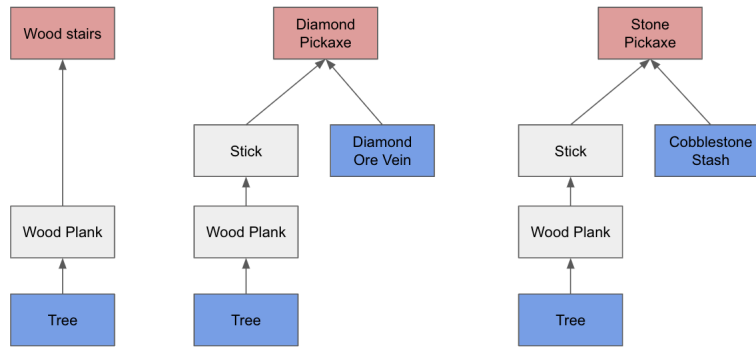 Wood stairs
Diamond
Pickaxe
Stone
Pickaxe
Stick
Diamond
Ore Vein
Stick
Cobblestone
Stash
Wood Plank
Wood Plank
Wood Plank
Tree
Tree
Tree